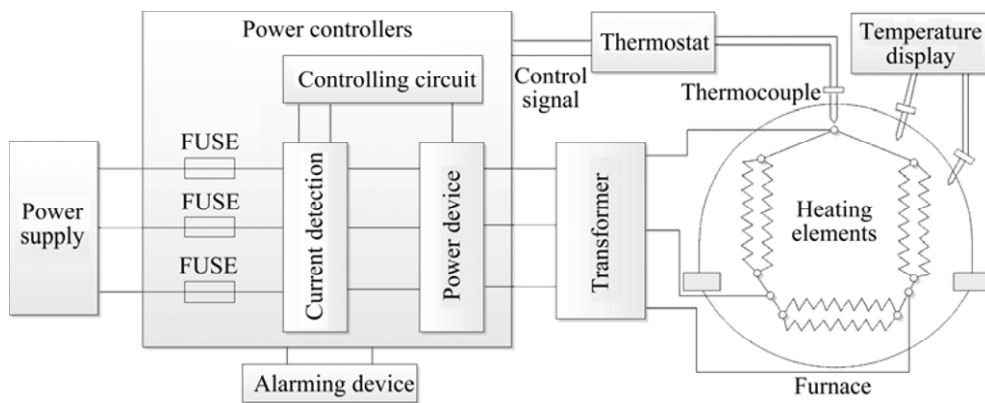 Power controllers
Controlling circuit
Control
signal
Thermostat
Temperature
display
Thermocouple
FUSE
FUSE
FUSE
Power
supply
Current detection
Power device
Transformer
Heating
elements
Alarming device
Furnace